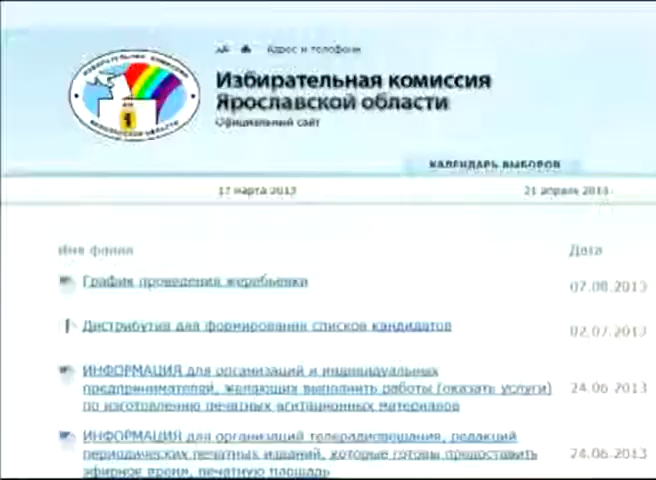 Адрес и телефоны
Избирательная комиссия
Ярославской области
Официальный сайт
КАЛЕНДАРЬ ВЫБОРОВ
17 марта 2013
21 апреля 2013
Имя файла
Дата
График проведения жеребьевки
07.08.2013
Дистрибутив для формирования списков кандидатов
02.07.2013
ИНФОРМАЦИЯ для организаций и индивидуальных
предпринимателей, желающих выполнить работы (оказать услуги)
24.06.2013
по изготовлению печатных агитационных материалов
ИНФОРМАЦИЯ для организаций телерадиовещания, редакций
периодических печатных изданий, которые готовы предоставить
24.06.2013
эфирное время, печатную площадь